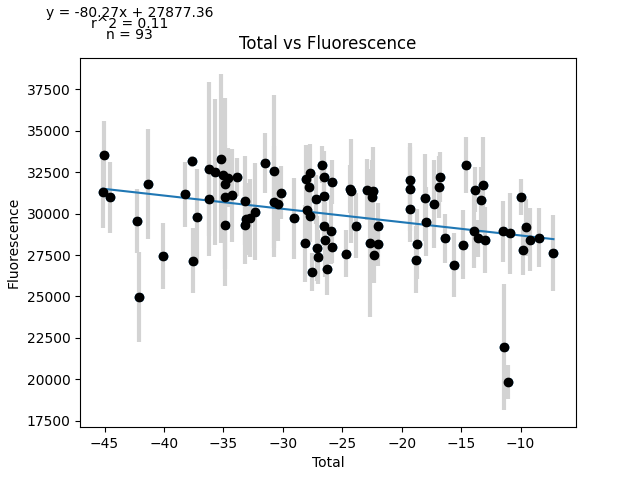 y = -80.27x + 27877.36
r^2 = 0.11
n = 93
Total vs Fluorescence
37500
35000
32500
30000
27500
25000
22500
20000
17500
Fluorescence
−45 −40 −35 −30 −25 −20 −15 −10
Total